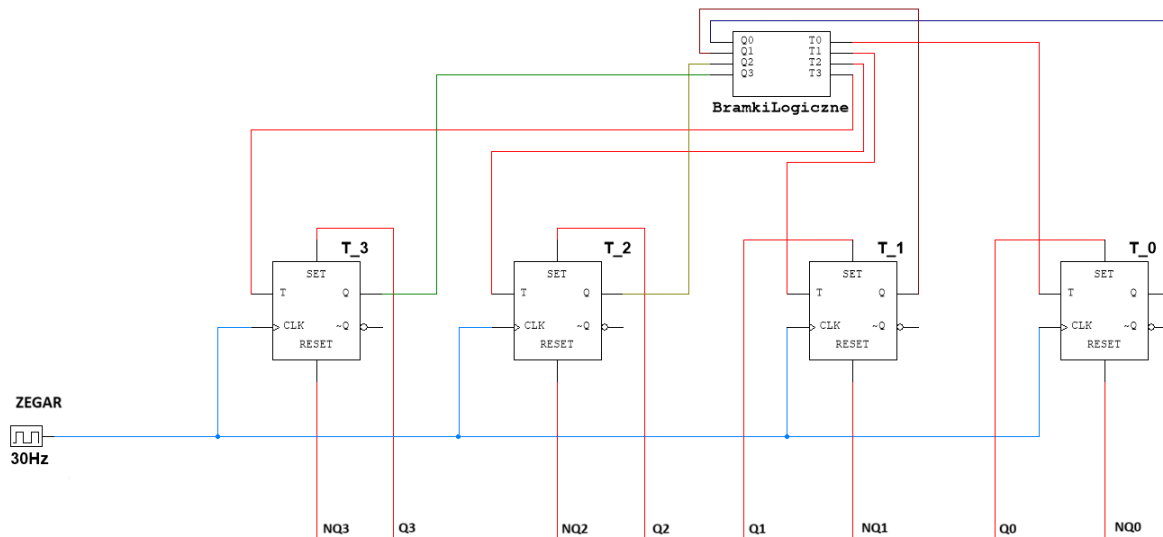 Q0 T0
Q1 T1
Q2 T2
Q3 T3
BramkiLogiczne
T_3
SET
T Q
CLK ~Q
RESET
T_2
SET
T Q
CLK ~Q
RESET
T_1
SET
T Q
CLK ~Q
RESET
T_0
SET
T Q
CLK ~Q
RESET
ZEGAR
30Hz
NQ3 Q3 NQ2 Q2 Q1 NQ1 Q0 NQ0